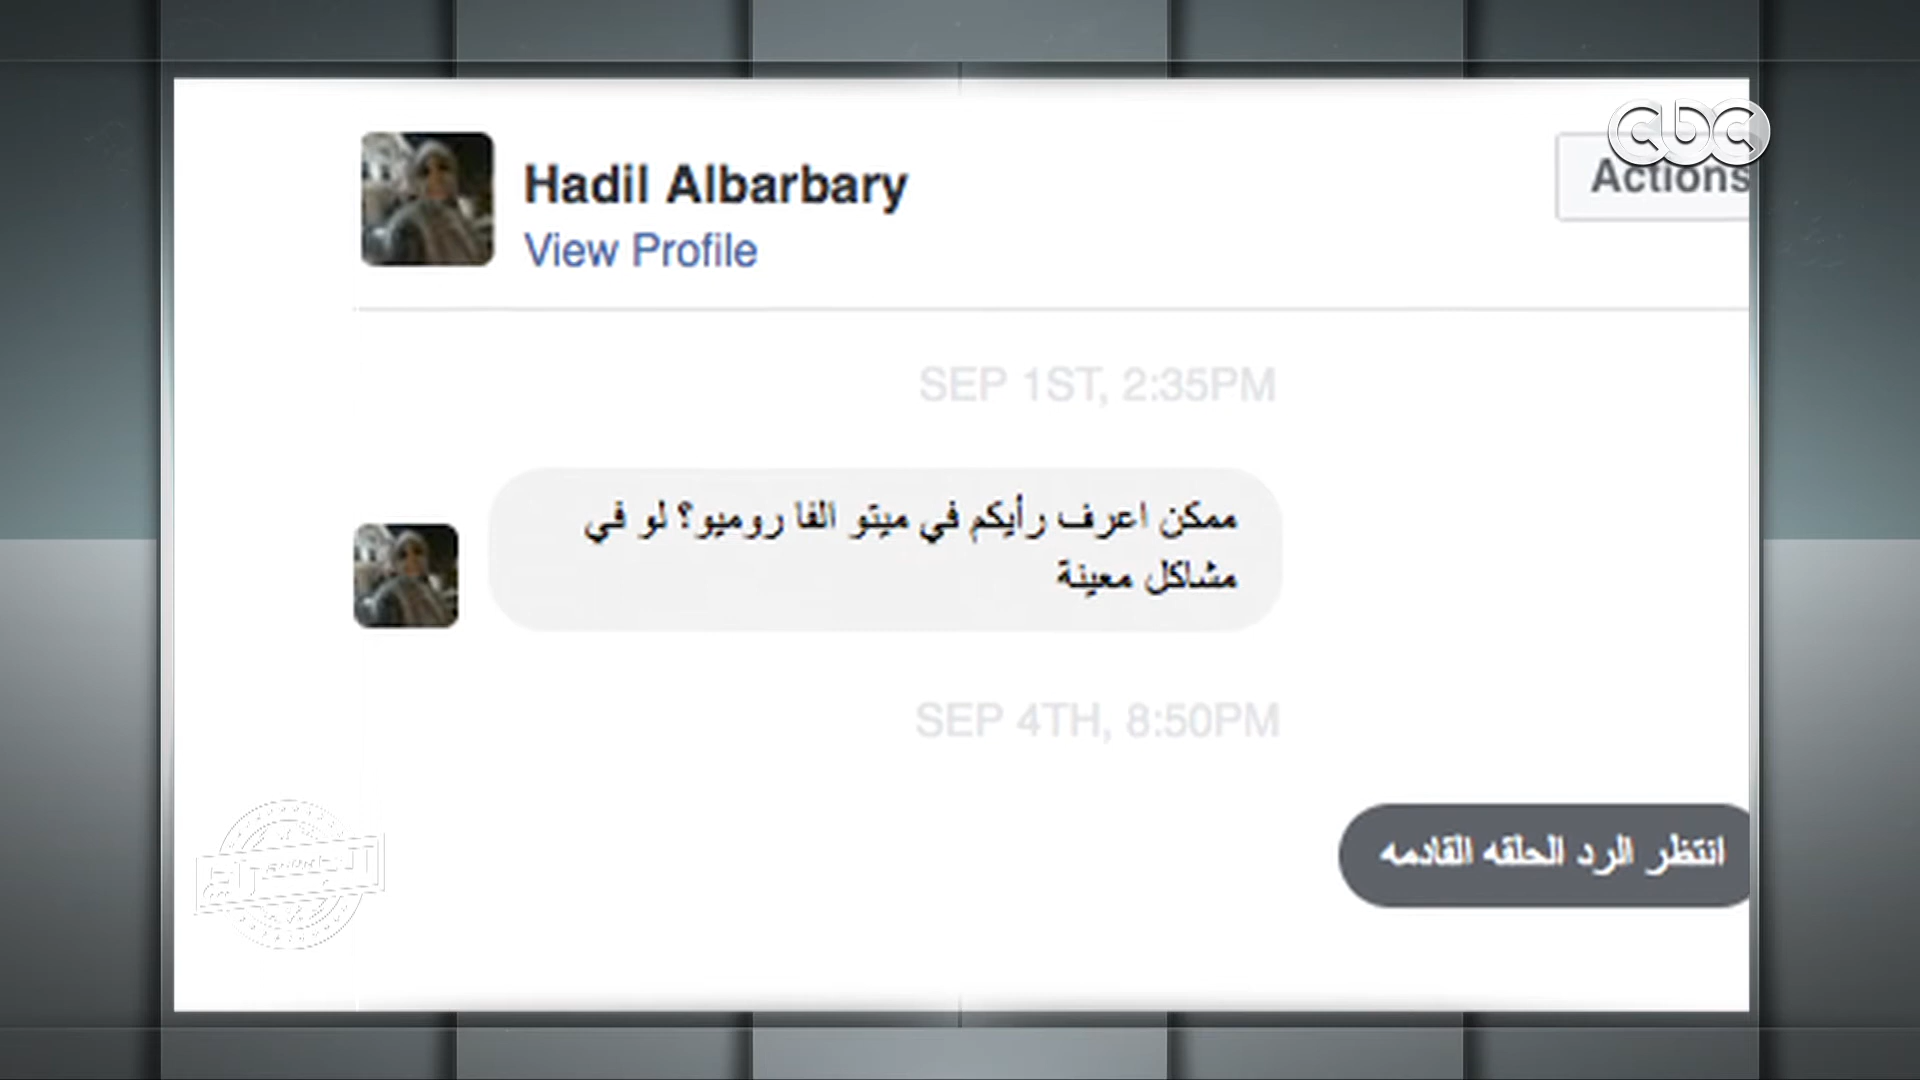 cbc
Hadil Albarbary
Actions
View Profile
SEP 1ST, 2:35PM
ممكن اعرف رأيكم في ميتو الفا روميو؟ لو في
مشاكل معينة
SEP 4TH, 8:50PM
انتظر الرد الحلقه القادمه